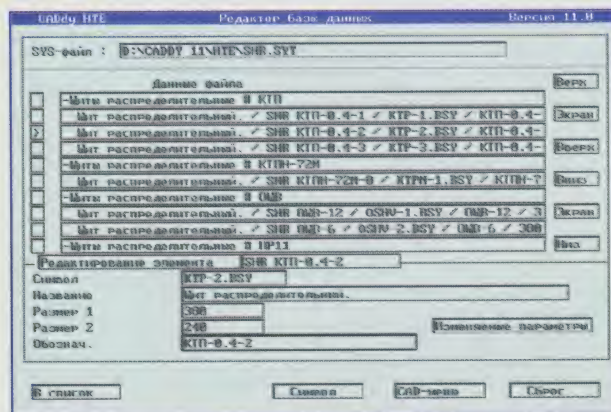 CADdy HTE Редактор базы данных Версия 11.0
SYS-файл : D:\CADDY 11\HTE\SHR.SYT
Данные файла Верх
-Щиты распределительные # КТП
Щит распределительный. / SHR КТП-0.4-1 / KTP-1.BSY / КТП-0.4- Экран
> Щит распределительный. / SHR КТП-0.4-2 / KTP-2.BSY / КТП-0.4-
Щит распределительный. / SHR КТП-0.4-3 / KTP-3.BSY / КТП-0.4- Вверх
-Щиты распределительные # КТПН-72М
Щит распределительный. / SHR КТПН-72М-0 / KTPM-1.BSY / КТПН-7 Вниз
-Щиты распределительные # ОЩВ
Щит распределительный. / SHR ОЩВ-12 / OSHV-1.BSY / ОЩВ-12 / 3 Экран
Щит распределительный. / SHR ОЩВ-6 / OSHV-2.BSY / ОЩВ-6 / 300
-Щиты распределительные # ПР11 Низ
Редактирование элемента SHR КТП-0.4-2
Символ KTP-2.BSY
Название Щит распределительный.
Размер 1 300
Размер 2 240 Изменяемые параметры
Обознач. КТП-0.4-2
В список Символ CAD-меню Сброс